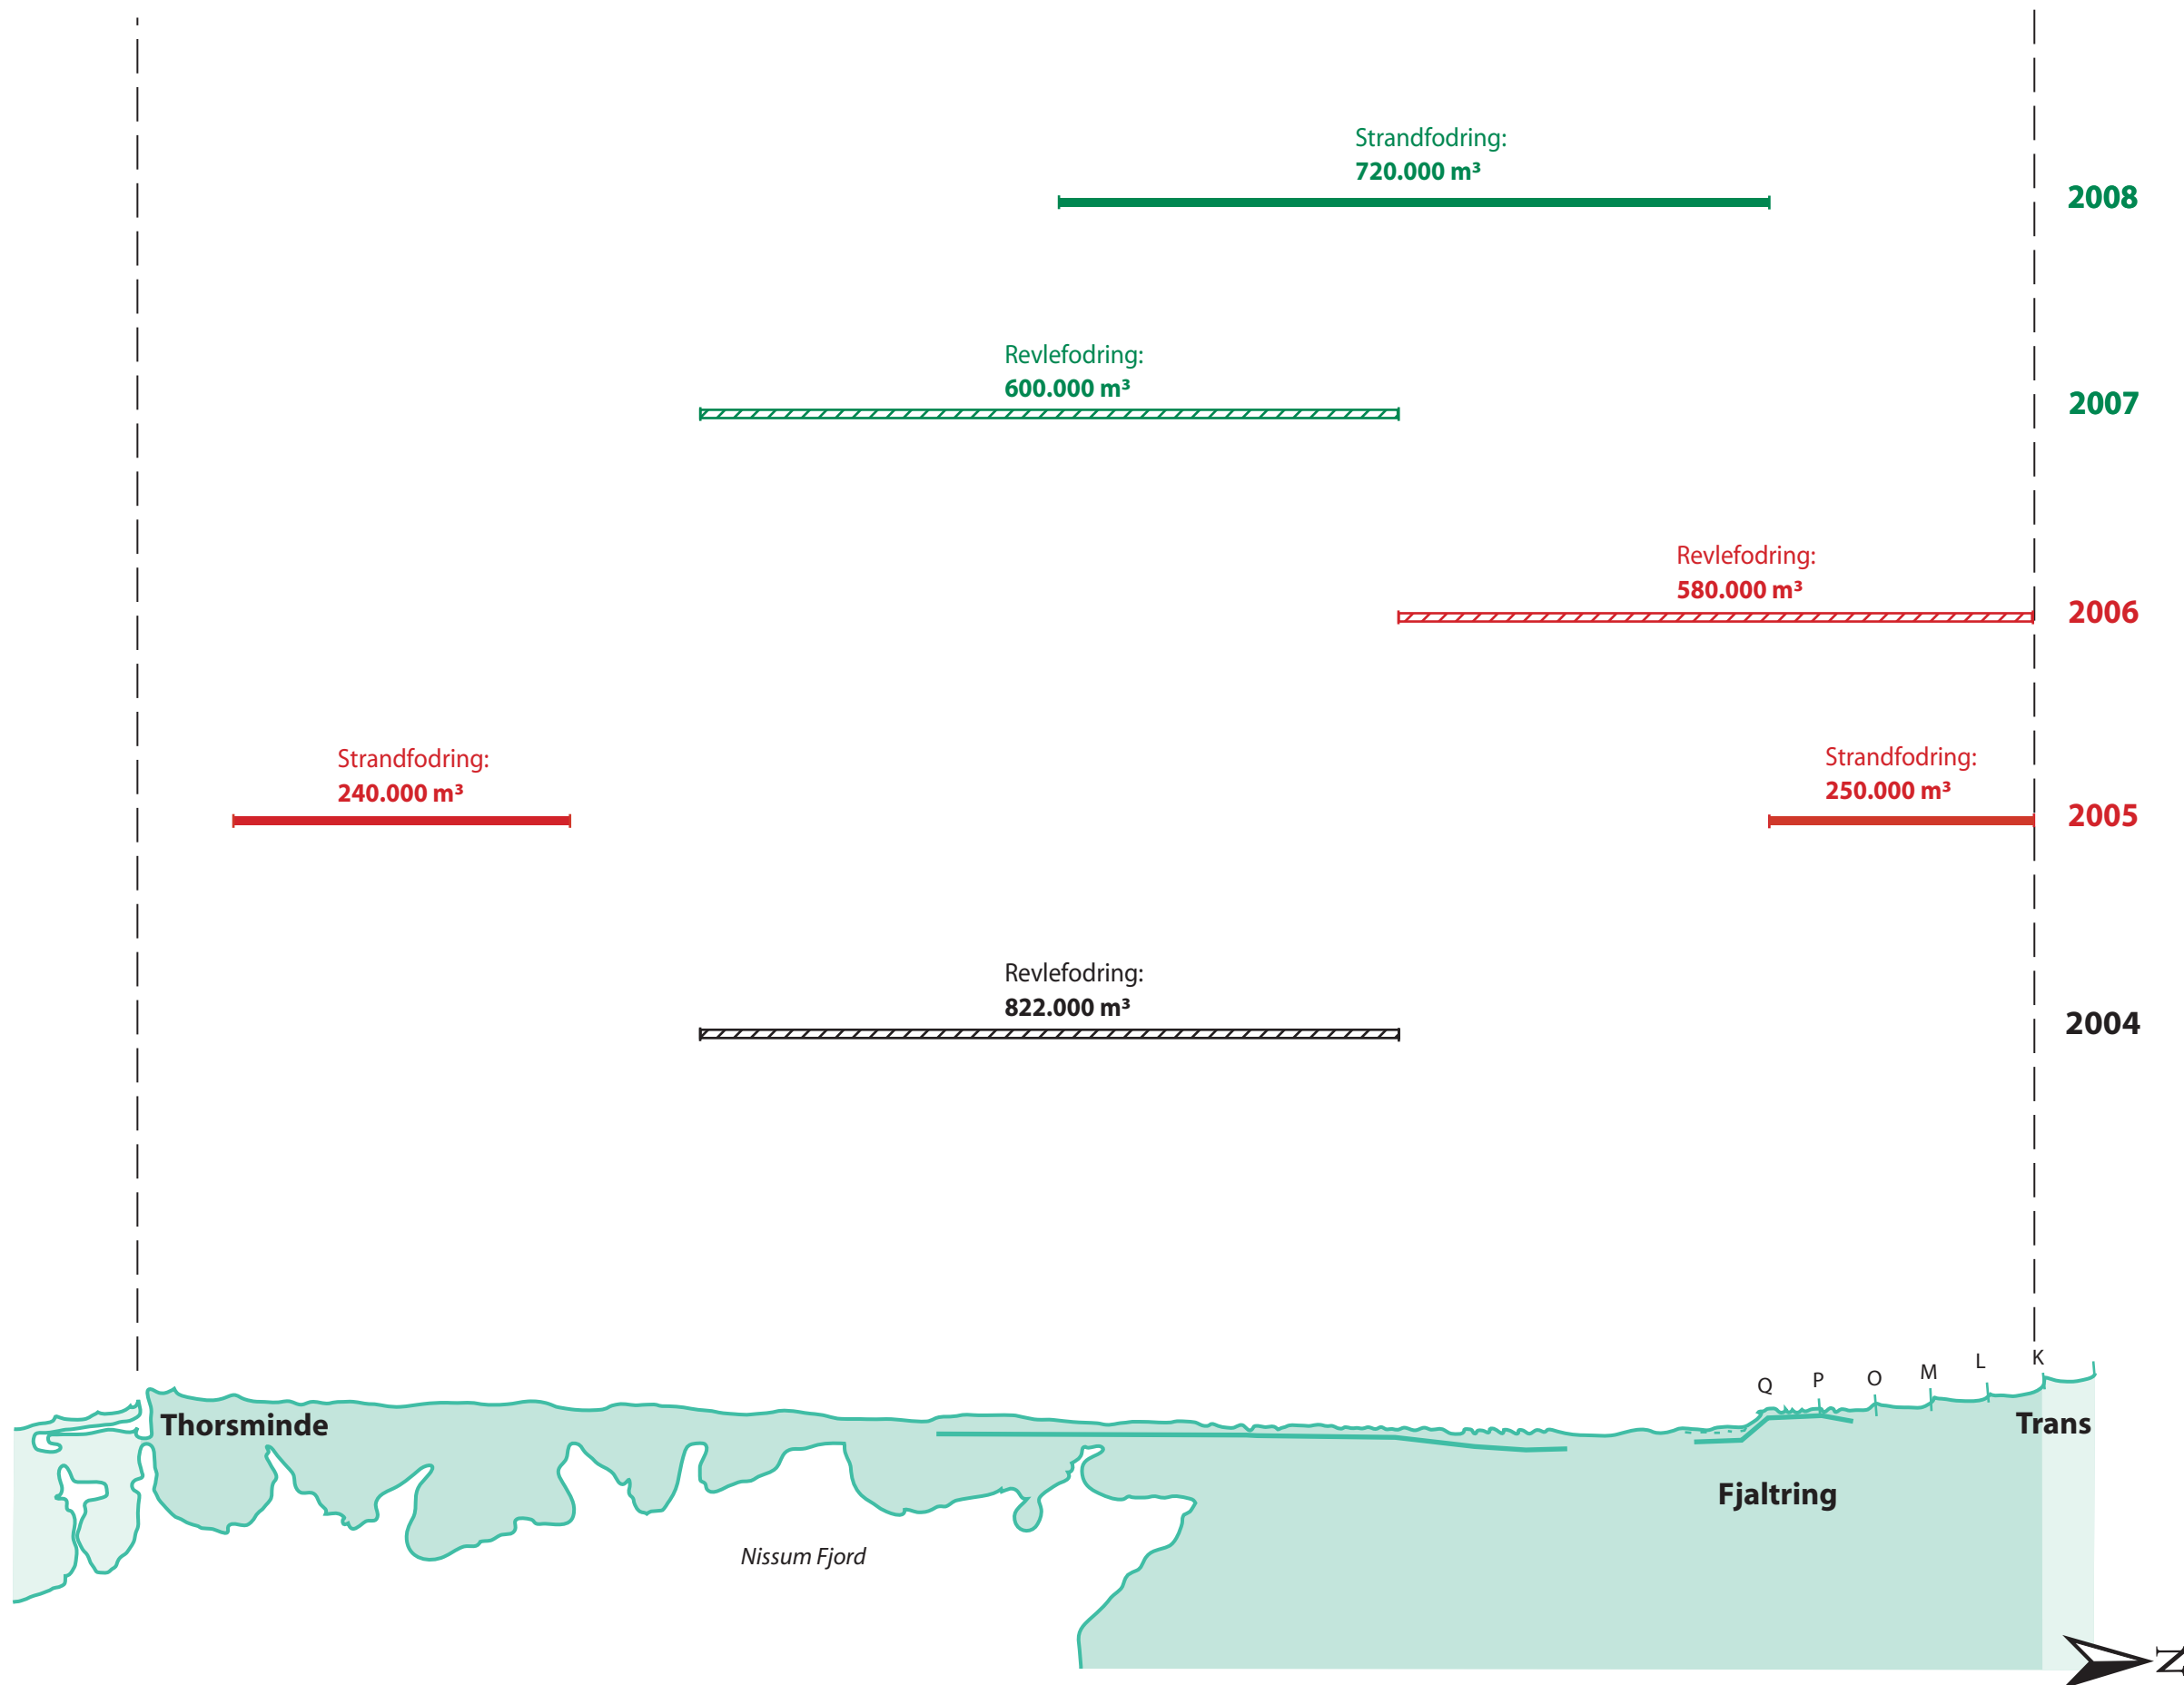 Strandfodring:
720.000 m³
2008
Revlefodring:
600.000 m³
2007
Revlefodring:
580.000 m³
2006
Strandfodring:
240.000 m³
Strandfodring:
250.000 m³
2005
Revlefodring:
822.000 m³
2004
Q P O M L K
Thorsminde
Trans
Fjaltring
Nissum Fjord
N